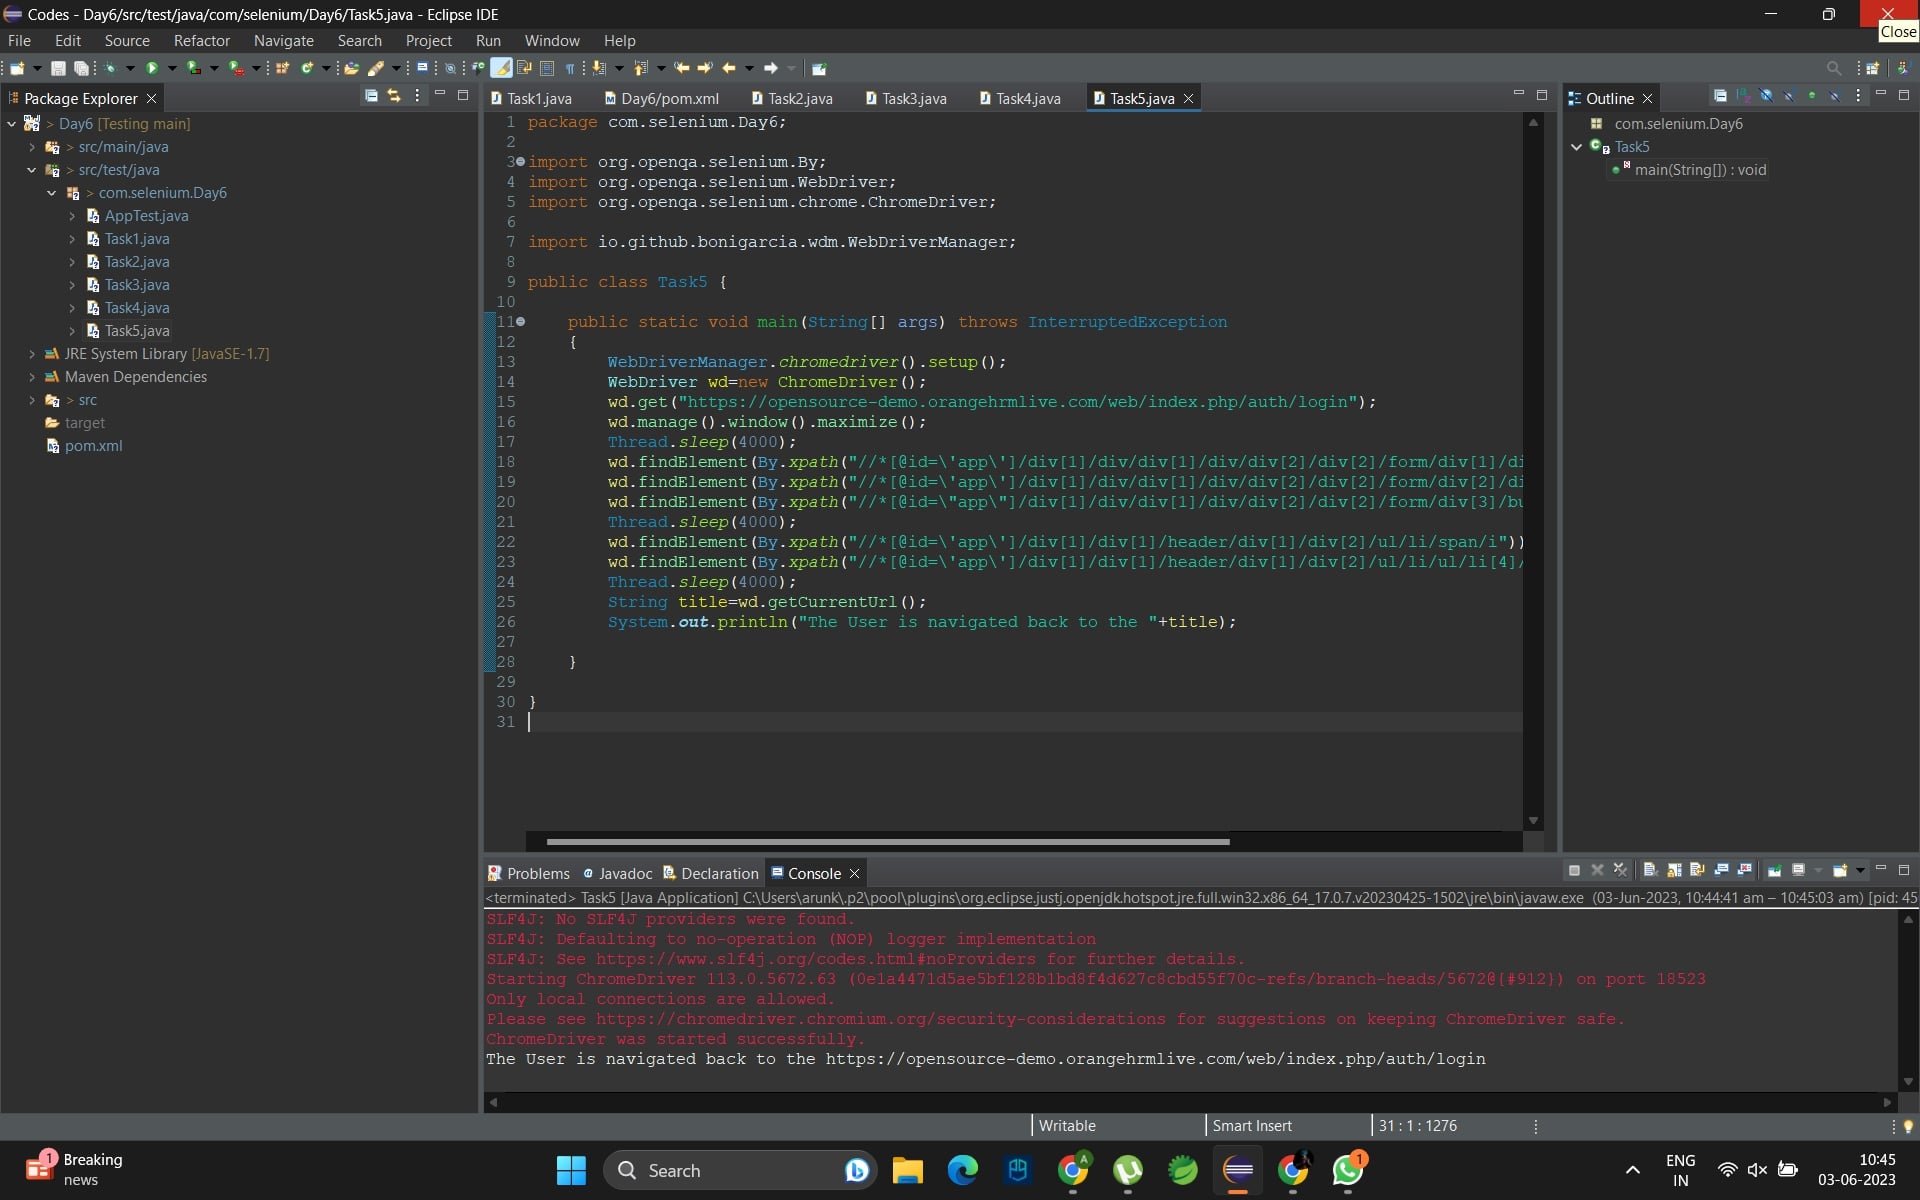 Codes - Day6/src/test/java/com/selenium/Day6/Task5.java - Eclipse IDE
Close
File Edit Source Refactor Navigate Search Project Run Window Help
Package Explorer
Day6 [Testing main]
src/main/java
src/test/java
com.selenium.Day6
AppTest.java
Task1.java
Task2.java
Task3.java
Task4.java
Task5.java
JRE System Library [JavaSE-1.7]
Maven Dependencies
src
target
pom.xml
Task1.java Day6/pom.xml Task2.java Task3.java Task4.java Task5.java
1 package com.selenium.Day6;
2
3 import org.openqa.selenium.By;
4 import org.openqa.selenium.WebDriver;
5 import org.openqa.selenium.chrome.ChromeDriver;
6
7 import io.github.bonigarcia.wdm.WebDriverManager;
8
9 public class Task5 {
10
11 public static void main(String[] args) throws InterruptedException
12 {
13 WebDriverManager.chromedriver().setup();
14 WebDriver wd=new ChromeDriver();
15 wd.get("https://opensource-demo.orangehrmlive.com/web/index.php/auth/login");
16 wd.manage().window().maximize();
17 Thread.sleep(4000);
18 wd.findElement(By.xpath("//*[@id=\'app\']/div[1]/div/div[1]/div/div[2]/div[2]/form/div[1]/di
19 wd.findElement(By.xpath("//*[@id=\'app\']/div[1]/div/div[1]/div/div[2]/div[2]/form/div[2]/di
20 wd.findElement(By.xpath("//*[@id=\"app\"]/div[1]/div/div[1]/div/div[2]/div[2]/form/div[3]/bu
21 Thread.sleep(4000);
22 wd.findElement(By.xpath("//*[@id=\'app\']/div[1]/div[1]/header/div[1]/div[2]/ul/li/span/i"))
23 wd.findElement(By.xpath("//*[@id=\'app\']/div[1]/div[1]/header/div[1]/div[2]/ul/li/ul/li[4]/
24 Thread.sleep(4000);
25 String title=wd.getCurrentUrl();
26 System.out.println("The User is navigated back to the "+title);
27
28 }
29
30 }
31
Outline
com.selenium.Day6
Task5
main(String[]) : void
Problems Javadoc Declaration Console
<terminated> Task5 [Java Application] C:\Users\arunk\.p2\pool\plugins\org.eclipse.justj.openjdk.hotspot.jre.full.win32.x86_64_17.0.7.v20230425-1502\jre\bin\javaw.exe (03-Jun-2023, 10:44:41 am – 10:45:03 am) [pid: 45
SLF4J: No SLF4J providers were found.
SLF4J: Defaulting to no-operation (NOP) logger implementation
SLF4J: See https://www.slf4j.org/codes.html#noProviders for further details.
Starting ChromeDriver 113.0.5672.63 (0e1a4471d5ae5bf128b1bd8f4d627c8cbd55f70c-refs/branch-heads/5672@{#912}) on port 18523
Only local connections are allowed.
Please see https://chromedriver.chromium.org/security-considerations for suggestions on keeping ChromeDriver safe.
ChromeDriver was started successfully.
The User is navigated back to the https://opensource-demo.orangehrmlive.com/web/index.php/auth/login
Writable Smart Insert 31 : 1 : 1276
1
Breaking
news
Search
A
1
ENG
IN
10:45
03-06-2023